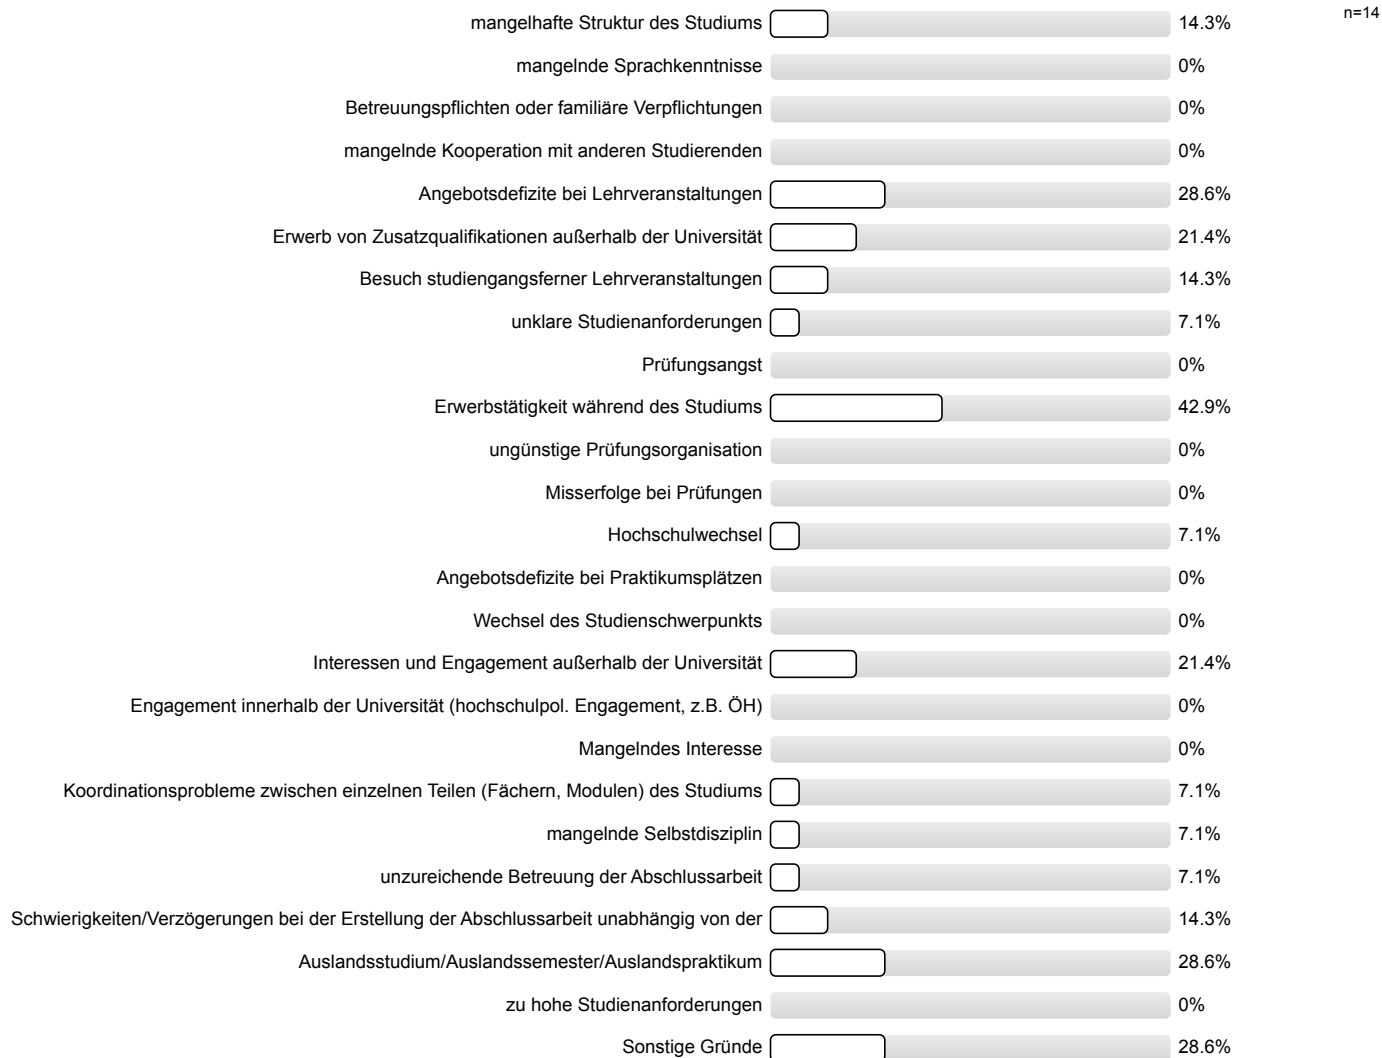 n=14
mangelhafte Struktur des Studiums 14.3%
mangelnde Sprachkenntnisse 0%
Betreuungspflichten oder familiäre Verpflichtungen 0%
mangelnde Kooperation mit anderen Studierenden 0%
Angebotsdefizite bei Lehrveranstaltungen 28.6%
Erwerb von Zusatzqualifikationen außerhalb der Universität 21.4%
Besuch studiengangsferner Lehrveranstaltungen 14.3%
unklare Studienanforderungen 7.1%
Prüfungsangst 0%
Erwerbstätigkeit während des Studiums 42.9%
ungünstige Prüfungsorganisation 0%
Misserfolge bei Prüfungen 0%
Hochschulwechsel 7.1%
Angebotsdefizite bei Praktikumsplätzen 0%
Wechsel des Studienschwerpunkts 0%
Interessen und Engagement außerhalb der Universität 21.4%
Engagement innerhalb der Universität (hochschulpol. Engagement, z.B. ÖH) 0%
Mangelndes Interesse 0%
Koordinationsprobleme zwischen einzelnen Teilen (Fächern, Modulen) des Studiums 7.1%
mangelnde Selbstdisziplin 7.1%
unzureichende Betreuung der Abschlussarbeit 7.1%
Schwierigkeiten/Verzögerungen bei der Erstellung der Abschlussarbeit unabhängig von der 14.3%
Auslandsstudium/Auslandssemester/Auslandspraktikum 28.6%
zu hohe Studienanforderungen 0%
Sonstige Gründe 28.6%